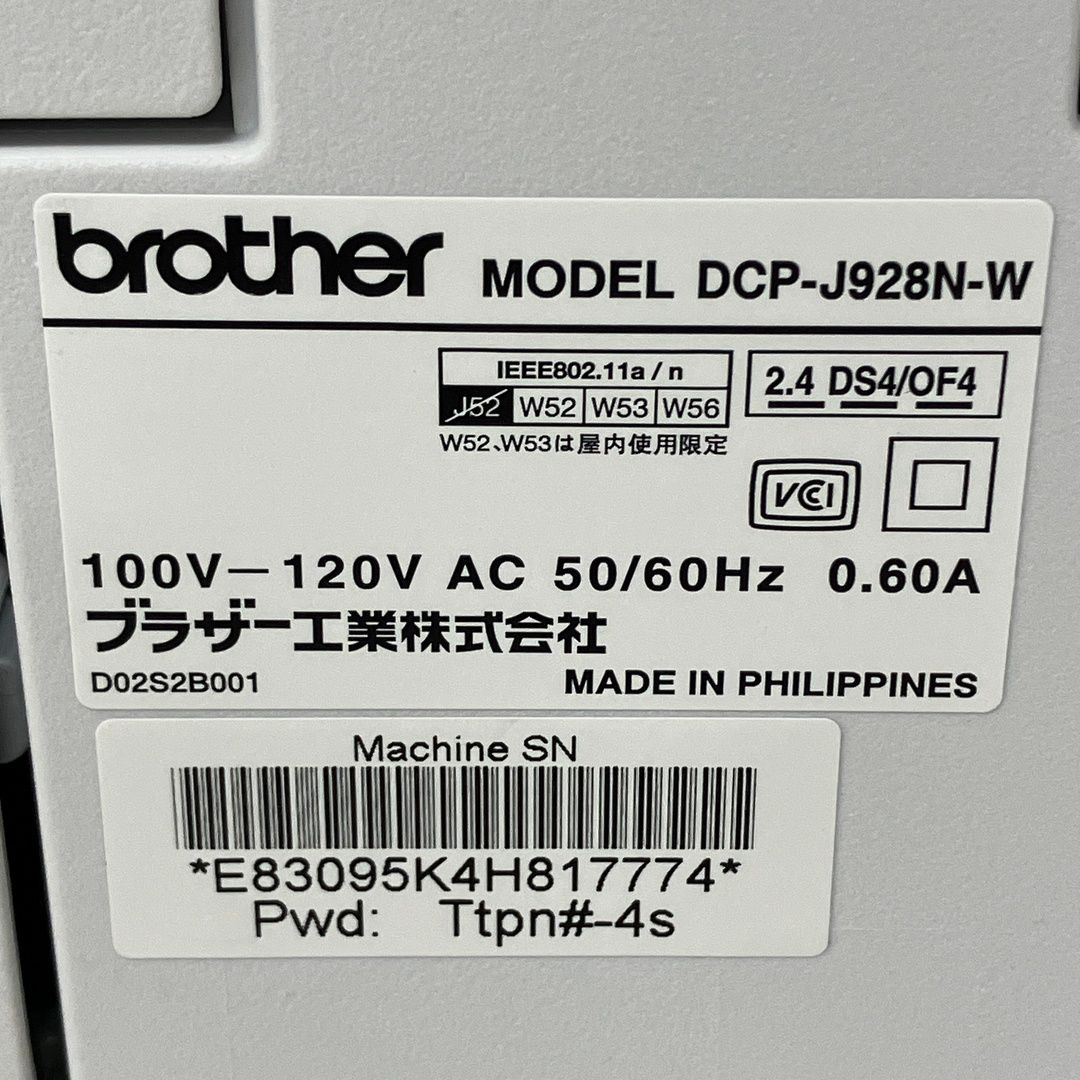 brother MODEL DCP-J928N-W
IEEE802.11a / n
J52 W52 W53 W56
2.4 DS4/OF4
W52、W53は屋内使用限定
VCCI
100V－120V AC 50/60Hz 0.60A
ブラザー工業株式会社
D02S2B001 MADE IN PHILIPPINES
Machine SN
*E83095K4H817774*
Pwd: Ttpn#-4s